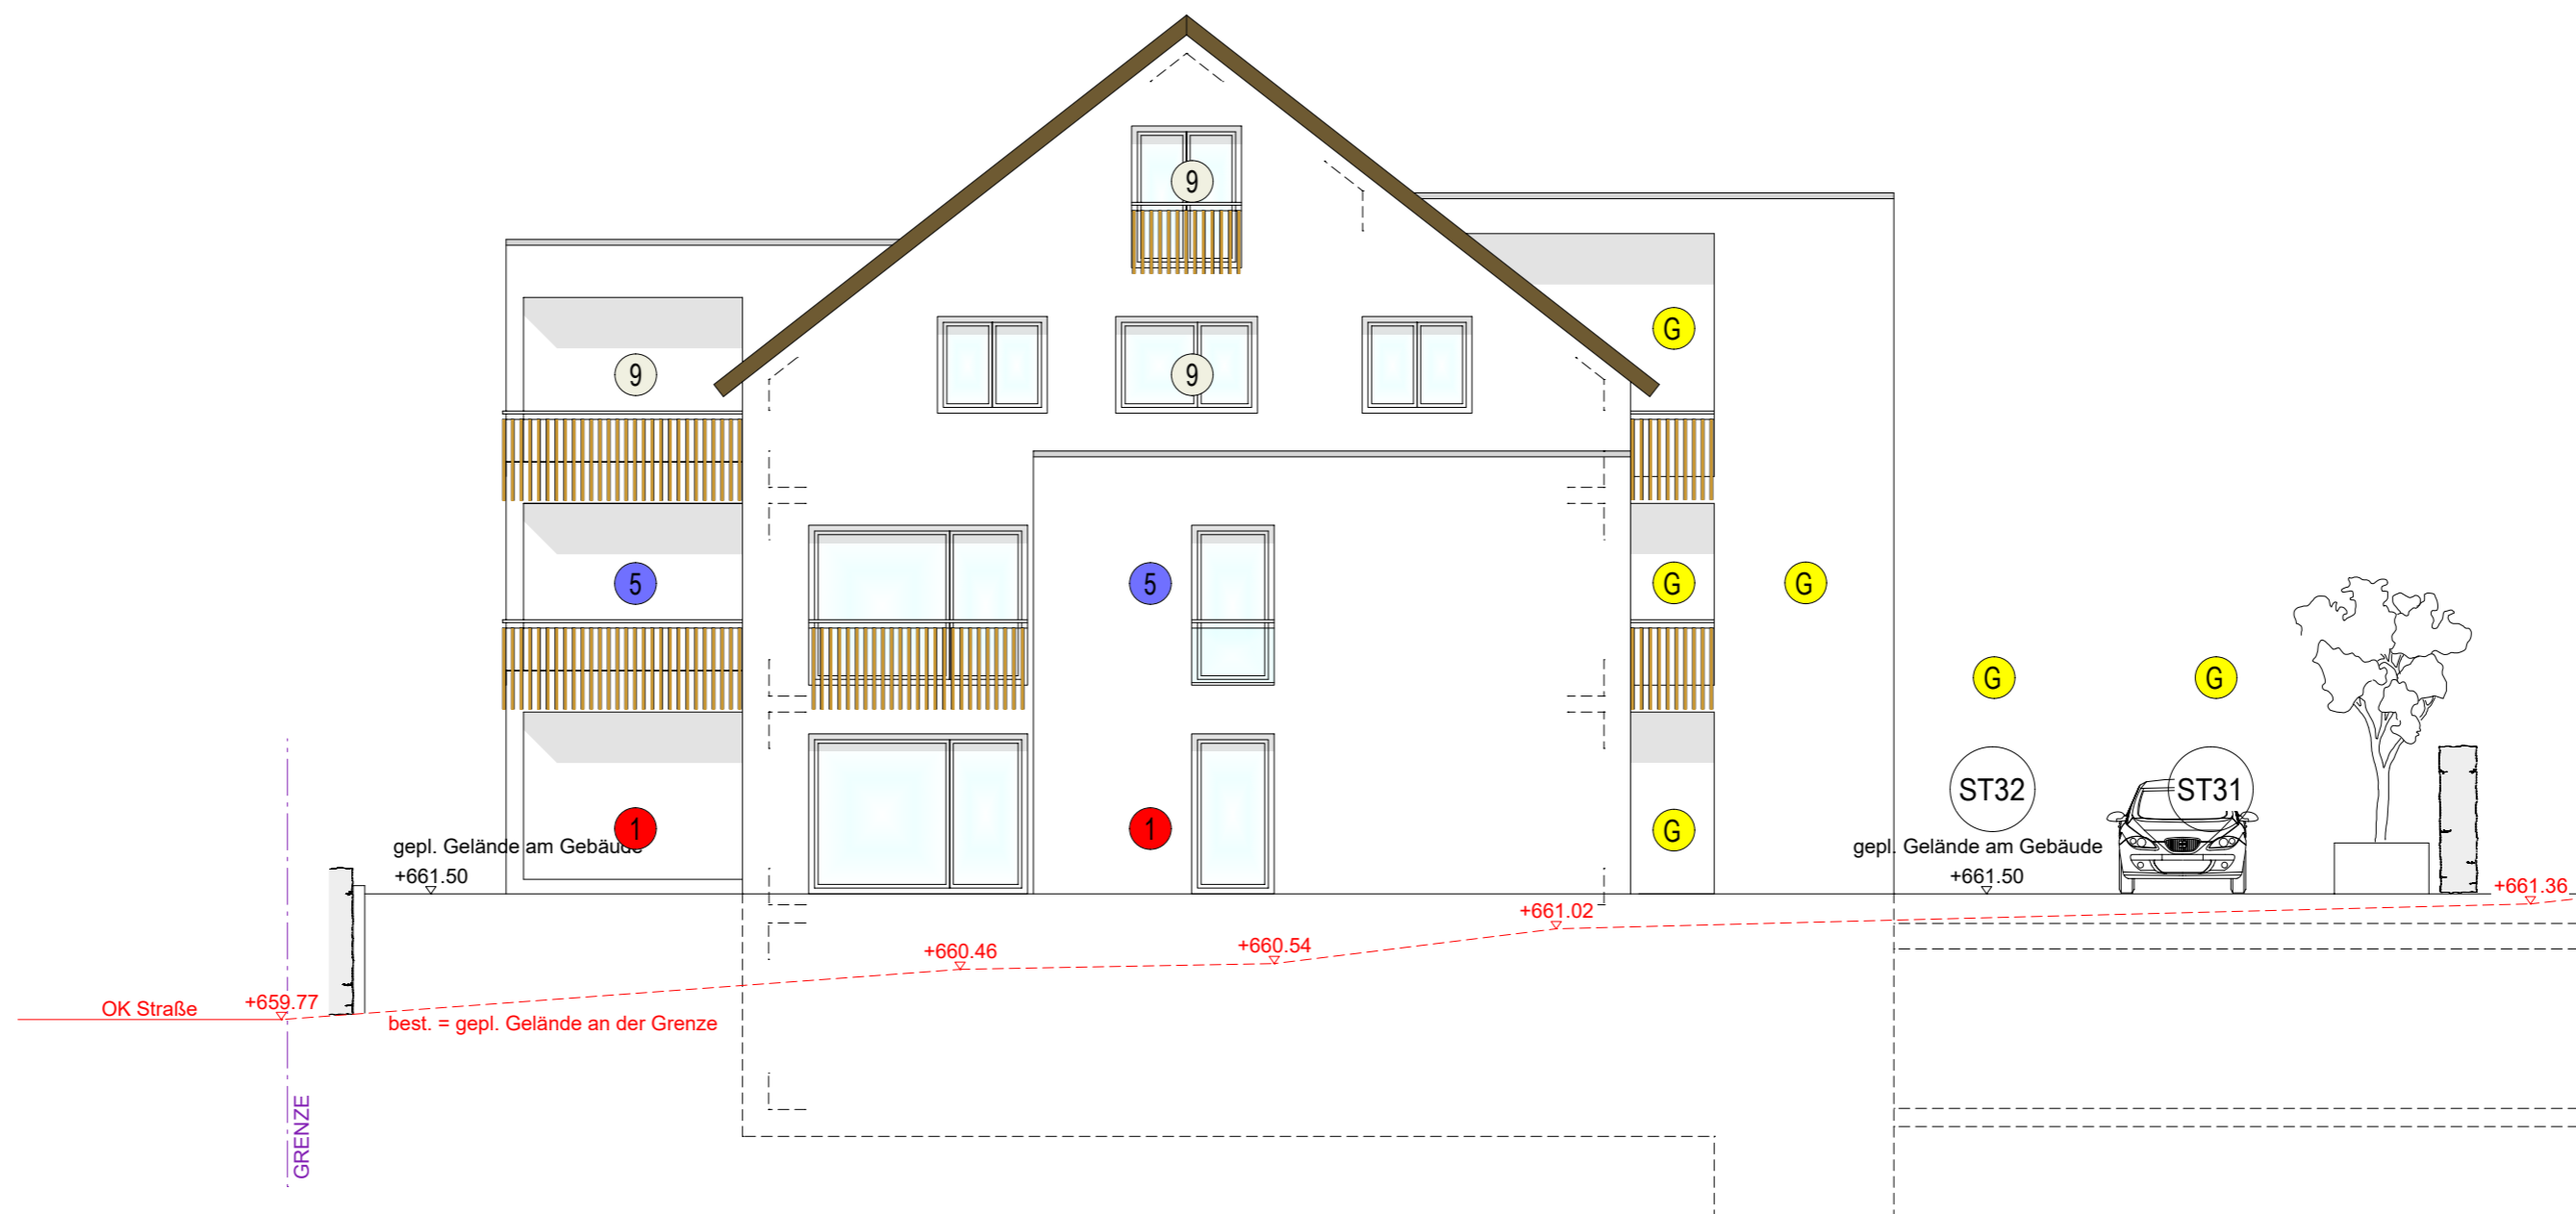 9
G
9
9
5
5
G
G
G
G
ST32
ST31
1
1
G
gepl. Gelände am Gebäude
+661.50
gepl. Gelände am Gebäude
+661.50
+661.36
+661.02
+660.54
+660.46
+659.77
OK Straße
best. = gepl. Gelände an der Grenze
GRENZE